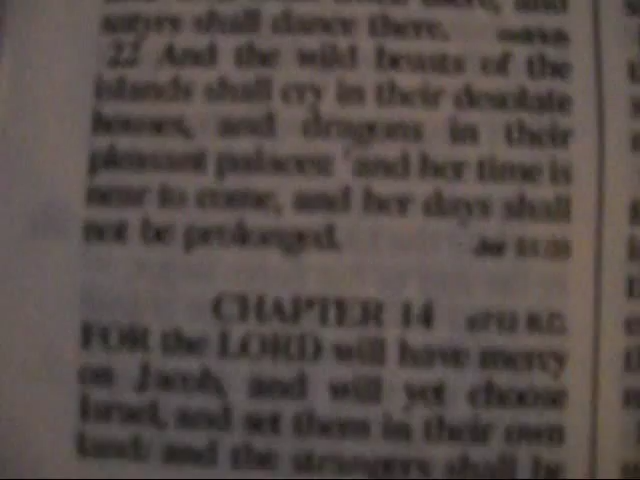 satyrs shall dance there.
22 And the wild beasts of the
islands shall cry in their desolate
houses, and dragons in their
pleasant palaces: and her time is
near to come, and her days shall
not be prolonged.
CHAPTER 14
FOR the LORD will have mercy
on Jacob, and will yet choose
Israel, and set them in their own
land: and the strangers shall be